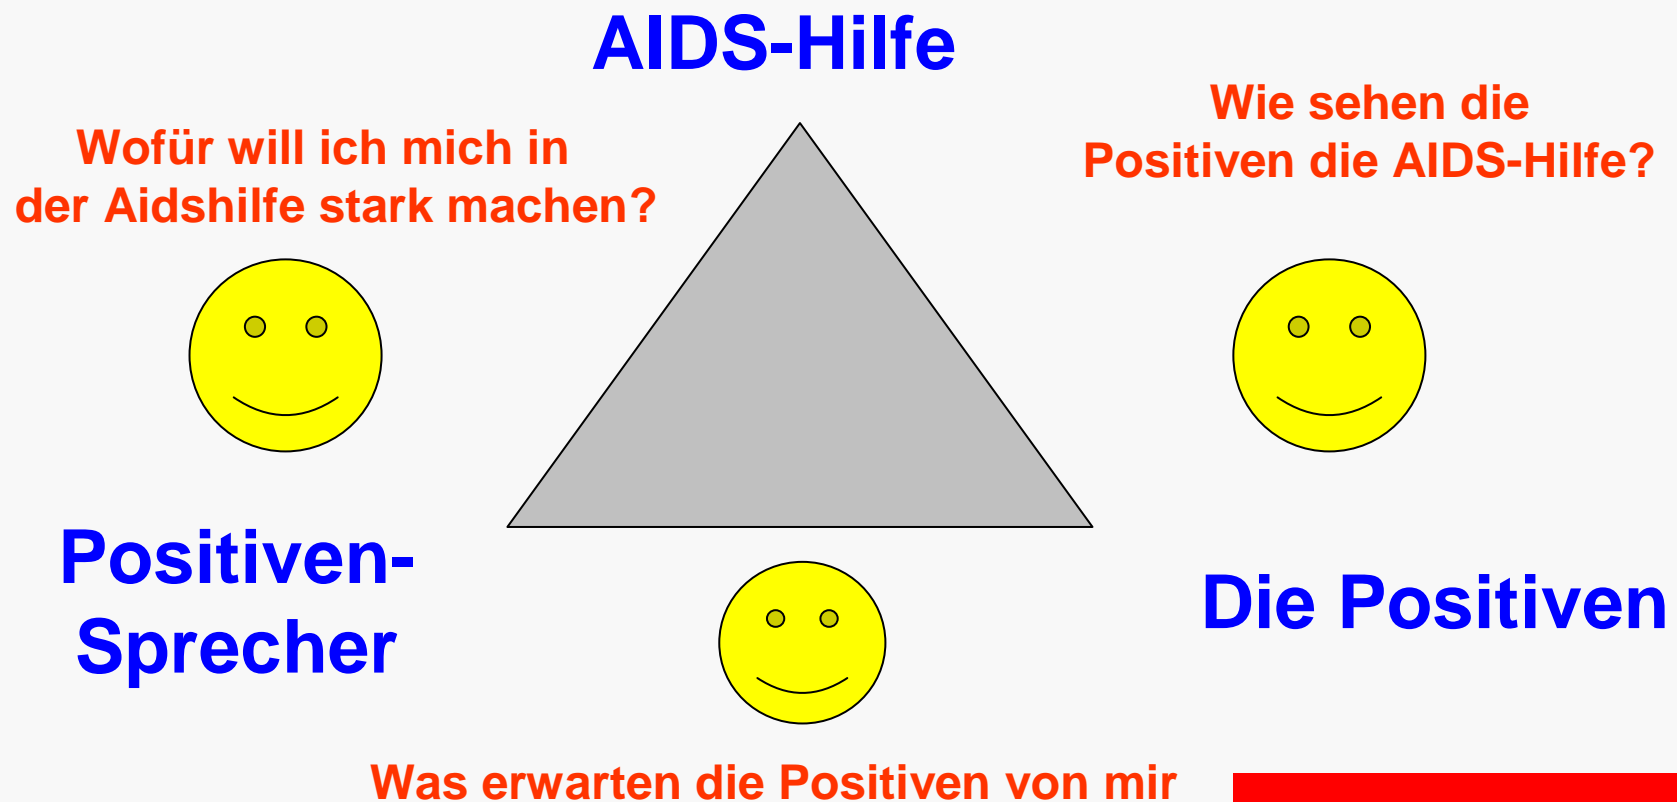 AIDS-Hilfe
Wofür will ich mich in
der Aidshilfe stark machen?
Wie sehen die
Positiven die AIDS-Hilfe?
Positiven-
Sprecher
Die Positiven
Was erwarten die Positiven von mir